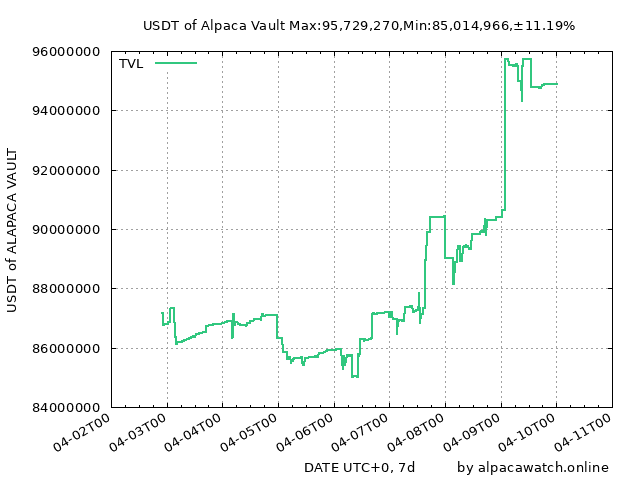 USDT of Alpaca Vault Max:95,729,270,Min:85,014,966,±11.19%
TVL
USDT of ALAPACA VAULT
96000000
94000000
92000000
90000000
88000000
86000000
84000000
04-02T00
04-03T00
04-04T00
04-05T00
04-06T00
04-07T00
04-08T00
04-09T00
04-10T00
04-11T00
DATE UTC+0, 7d
by alpacawatch.online